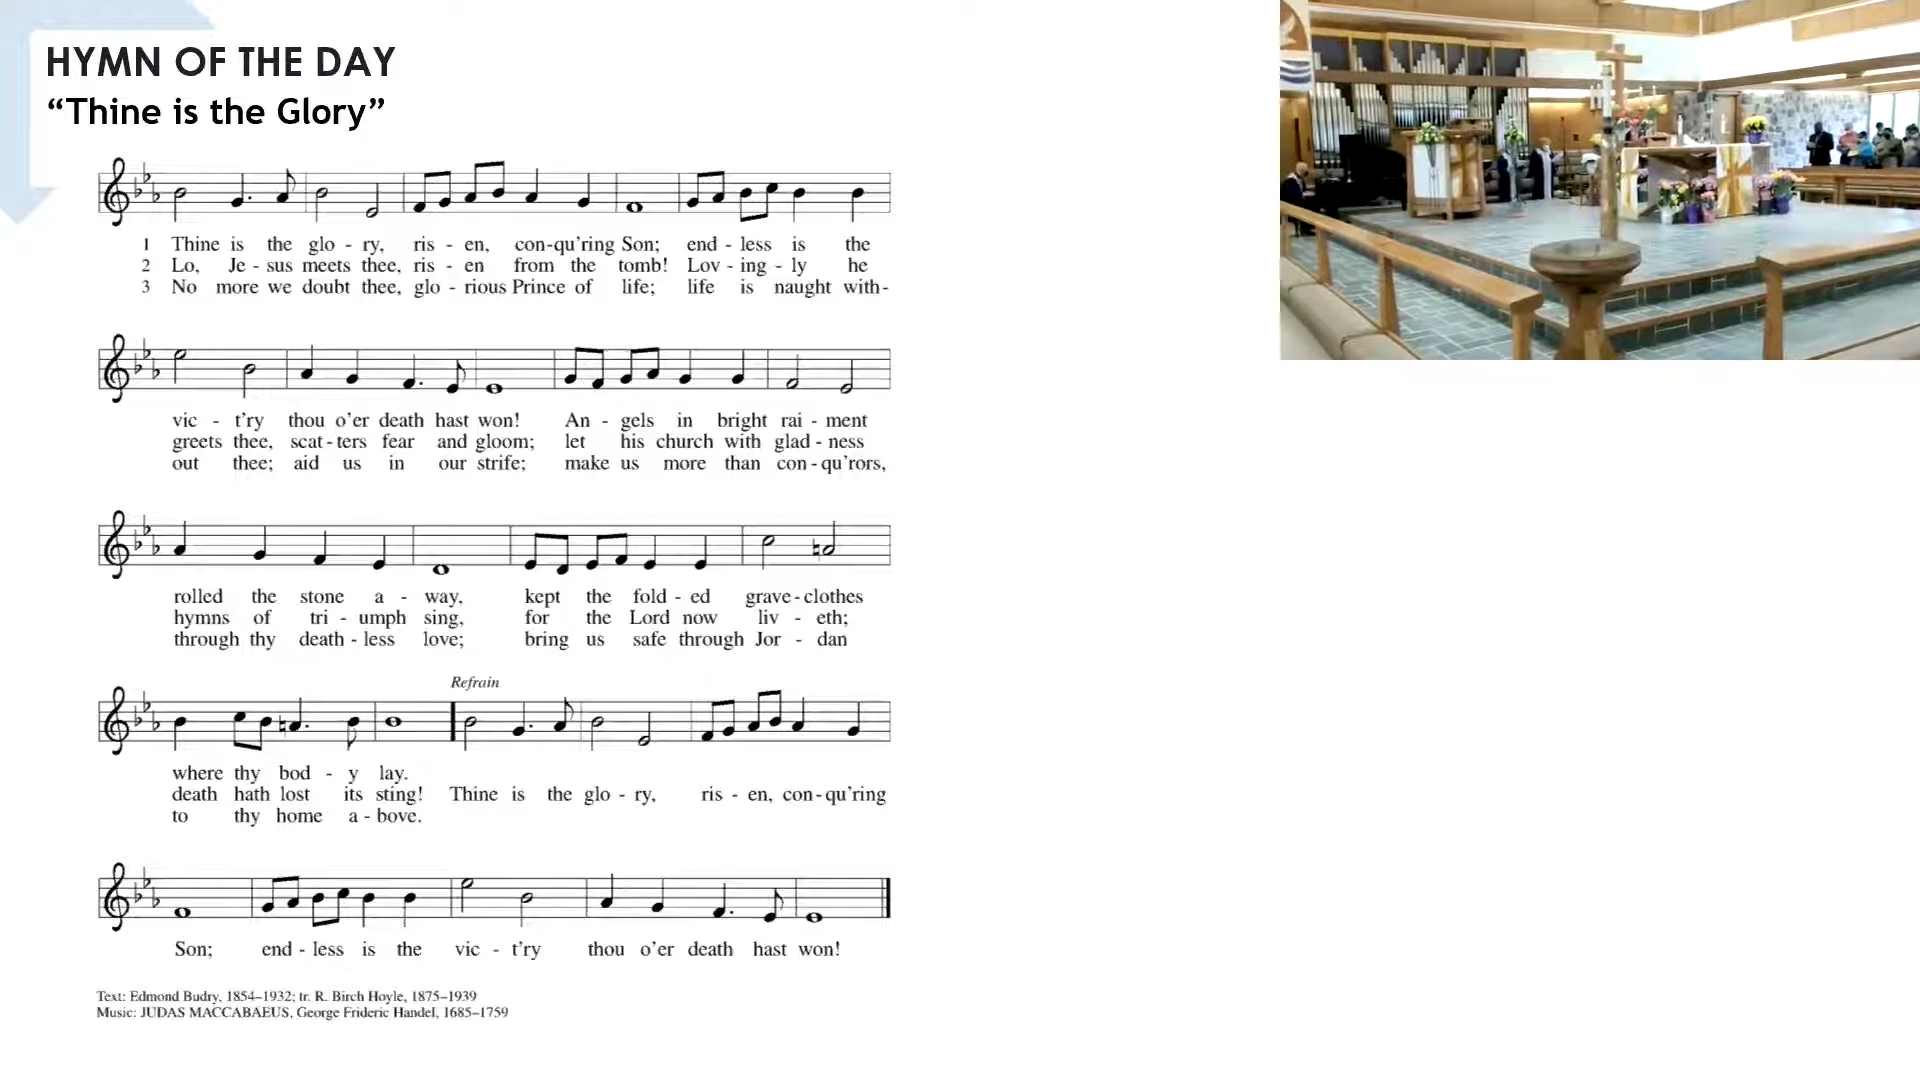 HYMN OF THE DAY
“Thine is the Glory”
1 Thine is the glo - ry, ris - en, con-qu’ring Son; end - less is the
2 Lo, Je - sus meets thee, ris - en from the tomb! Lov - ing - ly he
3 No more we doubt thee, glo - rious Prince of life; life is naught with-
vic - t’ry thou o’er death hast won! An - gels in bright rai - ment
greets thee, scat - ters fear and gloom; let his church with glad - ness
out thee; aid us in our strife; make us more than con - qu’rors,
rolled the stone a - way, kept the fold - ed grave - clothes
hymns of tri - umph sing, for the Lord now liv - eth;
through thy death - less love; bring us safe through Jor - dan
Refrain
where thy bod - y lay.
death hath lost its sting! Thine is the glo - ry, ris - en, con - qu’ring
to thy home a - bove.
Son; end - less is the vic - t’ry thou o’er death hast won!
Text: Edmond Budry, 1854–1932; tr. R. Birch Hoyle, 1875–1939
Music: JUDAS MACCABAEUS, George Frideric Handel, 1685–1759